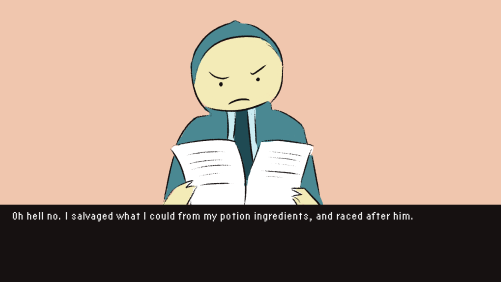 Oh hell no. I salvaged what I could from my potion ingredients, and raced after him.